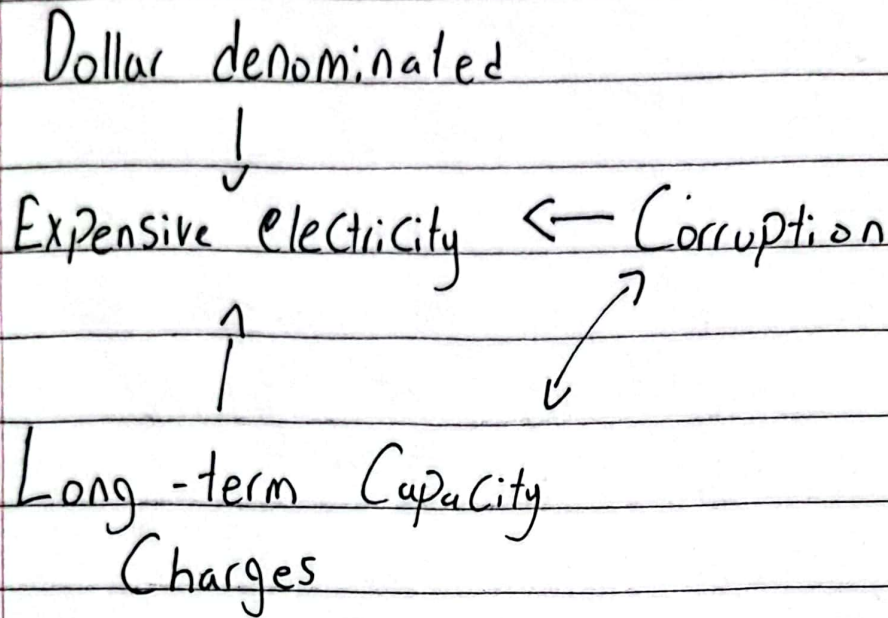 Dollar denominated
↓
Expensive electricity ← Corruption
↑ ↔
Long-term Capacity
Charges